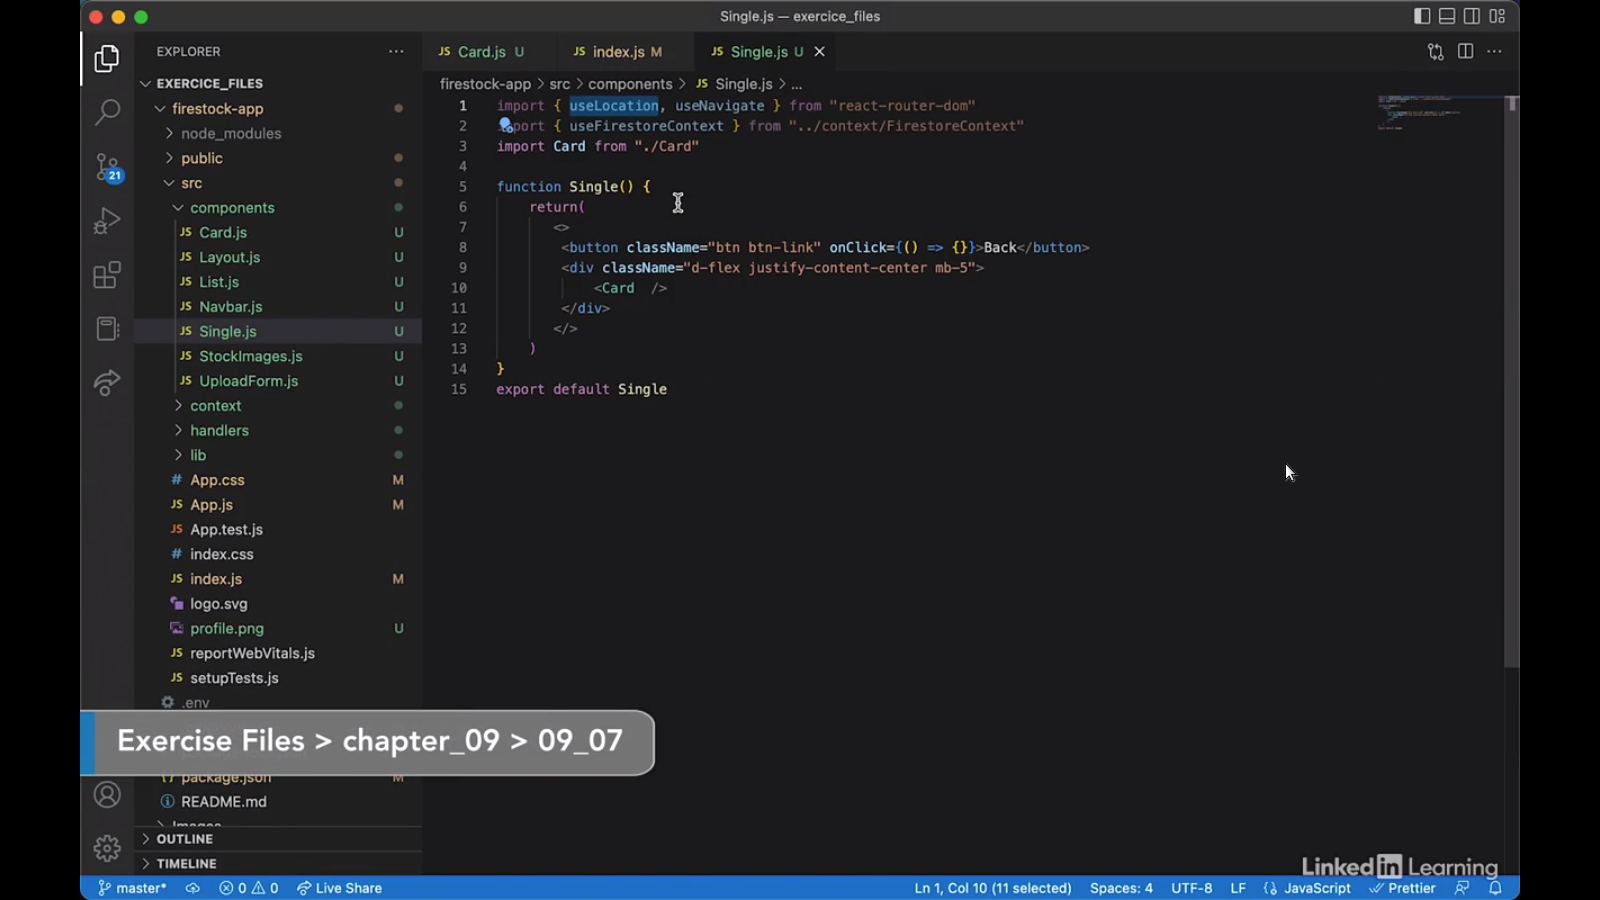 Single.js — exercice_files
EXPLORER
EXERCICE_FILES
firestock-app
node_modules
public
src
components
JS Card.js U
JS Layout.js U
JS List.js U
JS Navbar.js U
JS Single.js U
JS StockImages.js U
JS UploadForm.js U
context
handlers
lib
# App.css M
JS App.js M
JS App.test.js
# index.css
JS index.js M
logo.svg
profile.png U
JS reportWebVitals.js
JS setupTests.js
.env
package.json M
README.md
Images
OUTLINE
TIMELINE
21
JS Card.js U
JS index.js M
JS Single.js U
firestock-app > src > components > JS Single.js > ...
1 import { useLocation, useNavigate } from "react-router-dom"
2 import { useFirestoreContext } from "../context/FirestoreContext"
3 import Card from "./Card"
4
5 function Single() {
6 return(
7 <>
8 <button className="btn btn-link" onClick={() => {}}>Back</button>
9 <div className="d-flex justify-content-center mb-5">
10 <Card />
11 </div>
12 </>
13 )
14 }
15 export default Single
Exercise Files > chapter_09 > 09_07
LinkedIn Learning
master* 0 0 Live Share Ln 1, Col 10 (11 selected) Spaces: 4 UTF-8 LF {} JavaScript Prettier